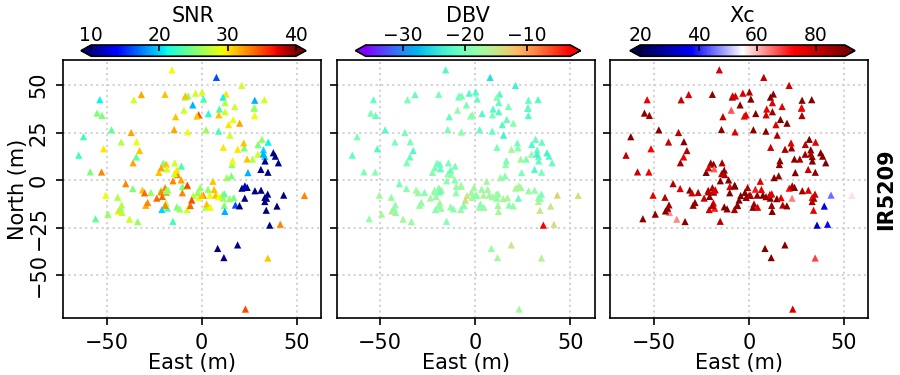 SNR DBV Xc
10 20 30 40 −30 −20 −10 20 40 60 80
50
25
0
−25
−50
North (m)
−50 0 50 −50 0 50 −50 0 50
East (m) East (m) East (m)
IR5209